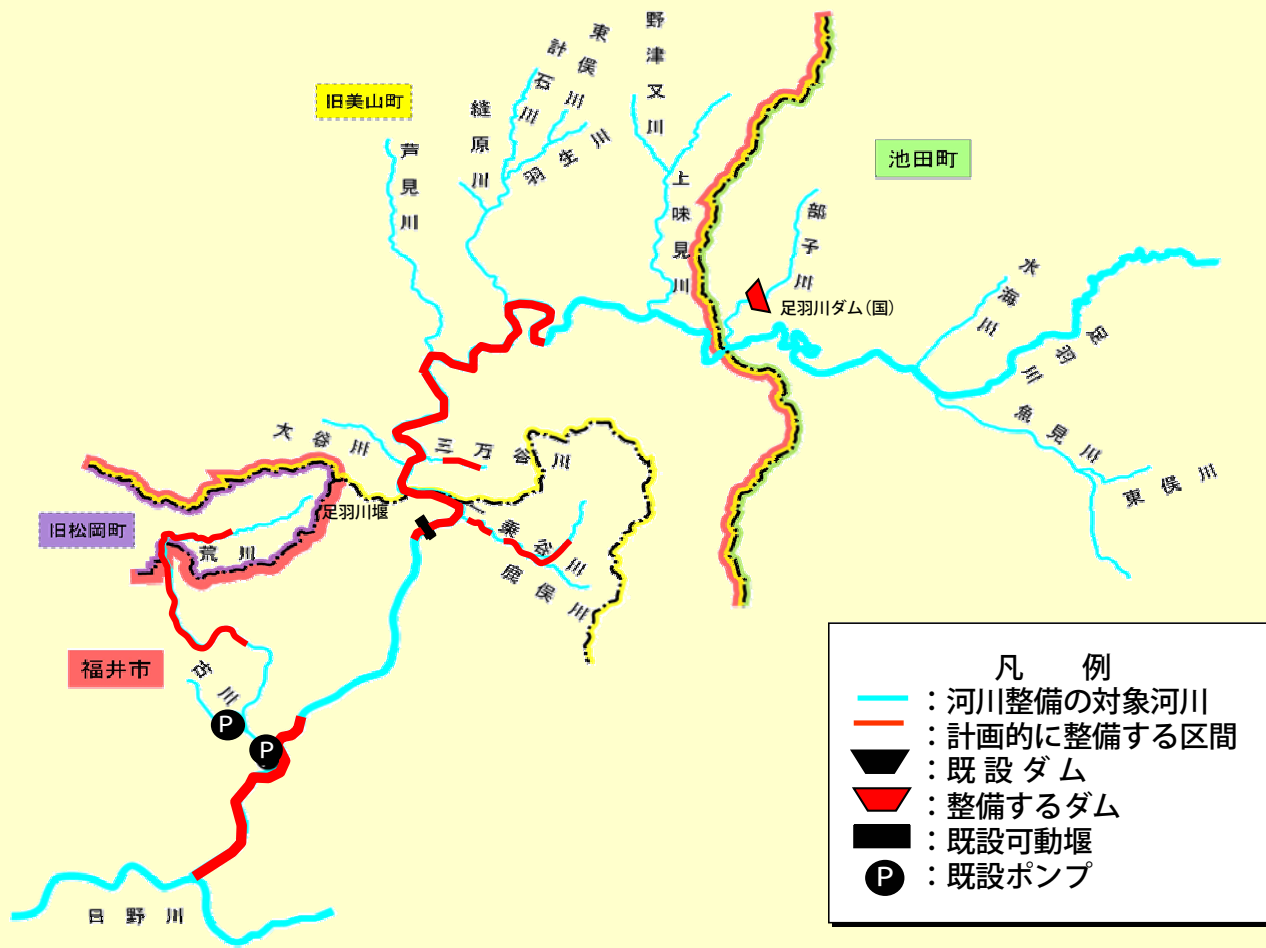 野津又川
東俣川
計石川
旧美山町
縫原川
羽生川
芦見川
池田町
上味見川
部子川
足羽川ダム(国)
水海川
足羽川
魚見川
東俣川
大谷川
三万谷川
旧松岡町
足羽川堰
荒川
一乗谷川
鹿俣川
福井市
古川
P
P
日野川
凡 例
:河川整備の対象河川
:計画的に整備する区間
:既設ダム
:整備するダム
:既設可動堰
P:既設ポンプ